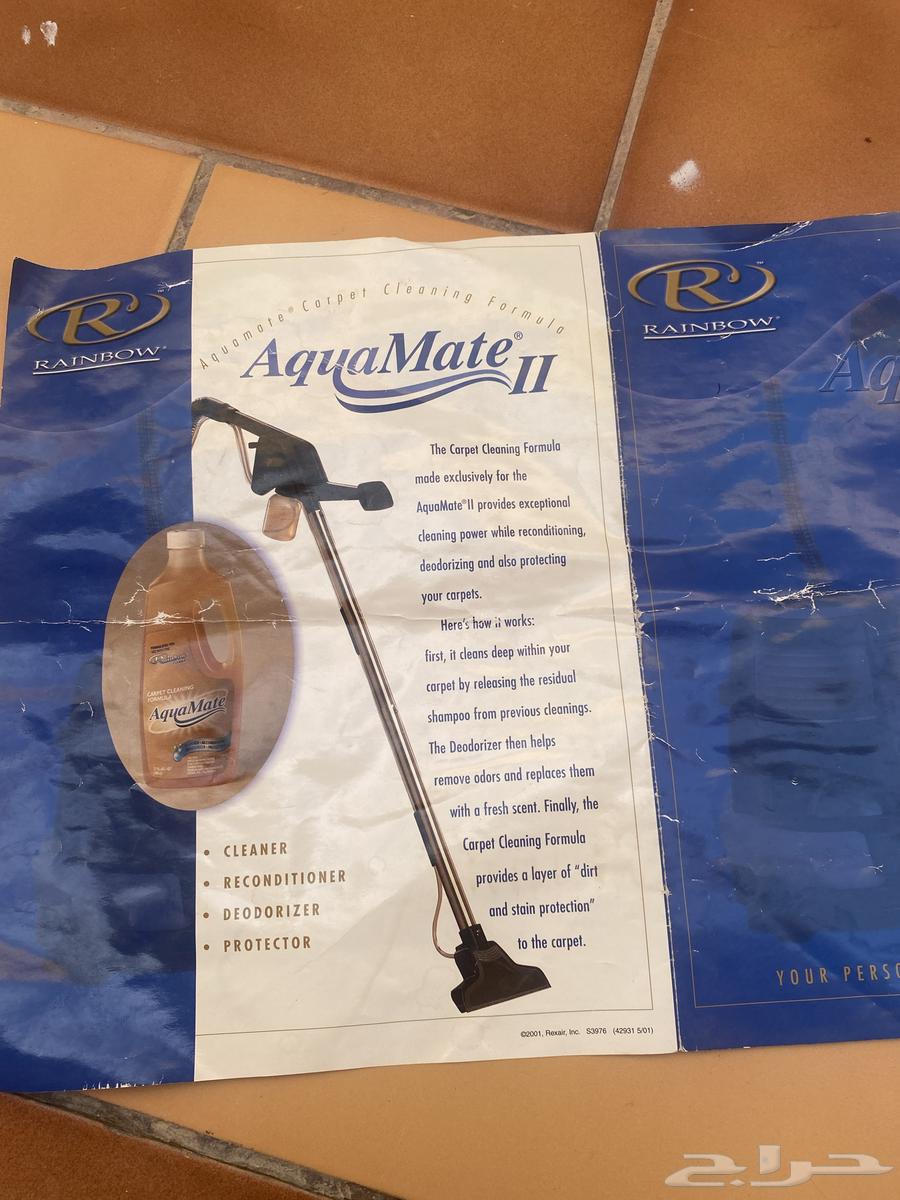 R™
RAINBOW®
Aquamate® Carpet Cleaning Formula
AquaMate® II
The Carpet Cleaning Formula
made exclusively for the
AquaMate® II provides exceptional
cleaning power while reconditioning,
deodorizing and also protecting
your carpets.
Here's how it works:
first, it cleans deep within your
carpet by releasing the residual
shampoo from previous cleanings.
The Deodorizer then helps
remove odors and replaces them
with a fresh scent. Finally, the
Carpet Cleaning Formula
provides a layer of "dirt
and stain protection"
to the carpet.
CARPET CLEANING
FORMULA
AquaMate
• CLEANER
• RECONDITIONER
• DEODORIZER
• PROTECTOR
©2001, Rexair, Inc. S3976 (42931 5/01)
R™
RAINBOW®
Aq
YOUR PERSO
حراج